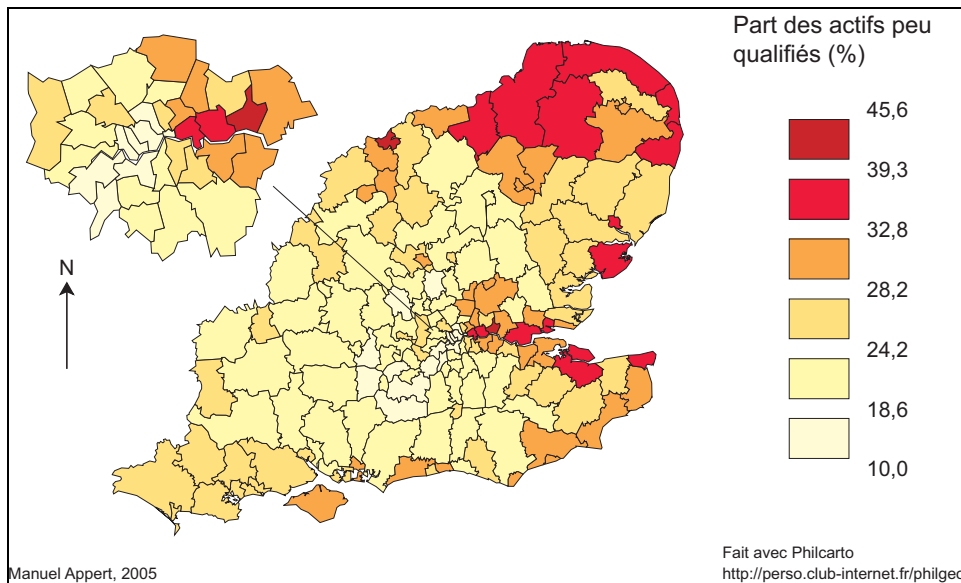 Part des actifs peu
qualifiés (%)
45,6
39,3
32,8
28,2
24,2
18,6
10,0
N
Manuel Appert, 2005
Fait avec Philcarto
http://perso.club-internet.fr/philgeo